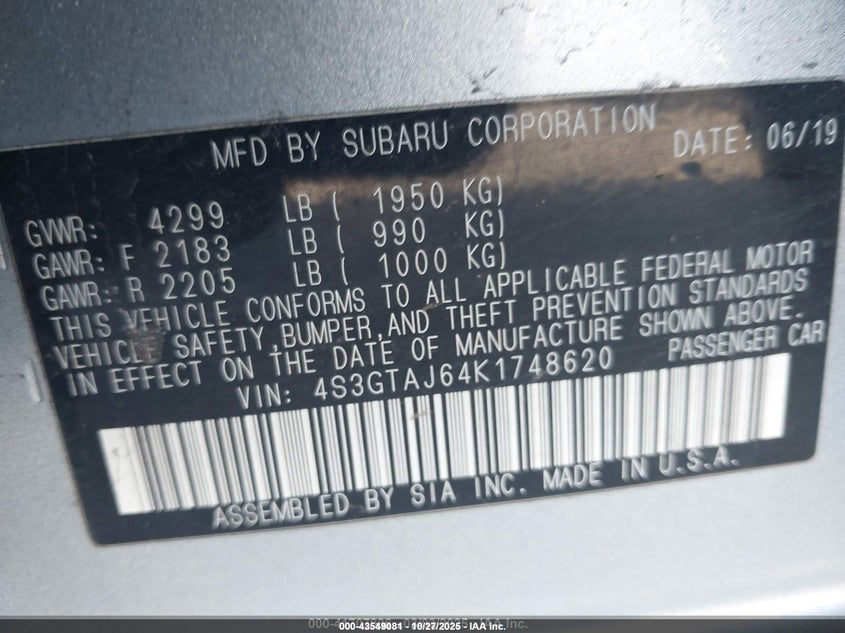 MFD BY SUBARU CORPORATION DATE: 06/19
GVWR: 4299 LB ( 1950 KG)
GAWR: F 2183 LB ( 990 KG)
GAWR: R 2205 LB ( 1000 KG)
THIS VEHICLE CONFORMS TO ALL APPLICABLE FEDERAL MOTOR
VEHICLE SAFETY,BUMPER,AND THEFT PREVENTION STANDARDS
IN EFFECT ON THE DATE OF MANUFACTURE SHOWN ABOVE.
VIN: 4S3GTAJ64K1748620 PASSENGER CAR
ASSEMBLED BY SIA INC. MADE IN U.S.A.
000-43549081 - 10/27/2025 - IAA Inc.